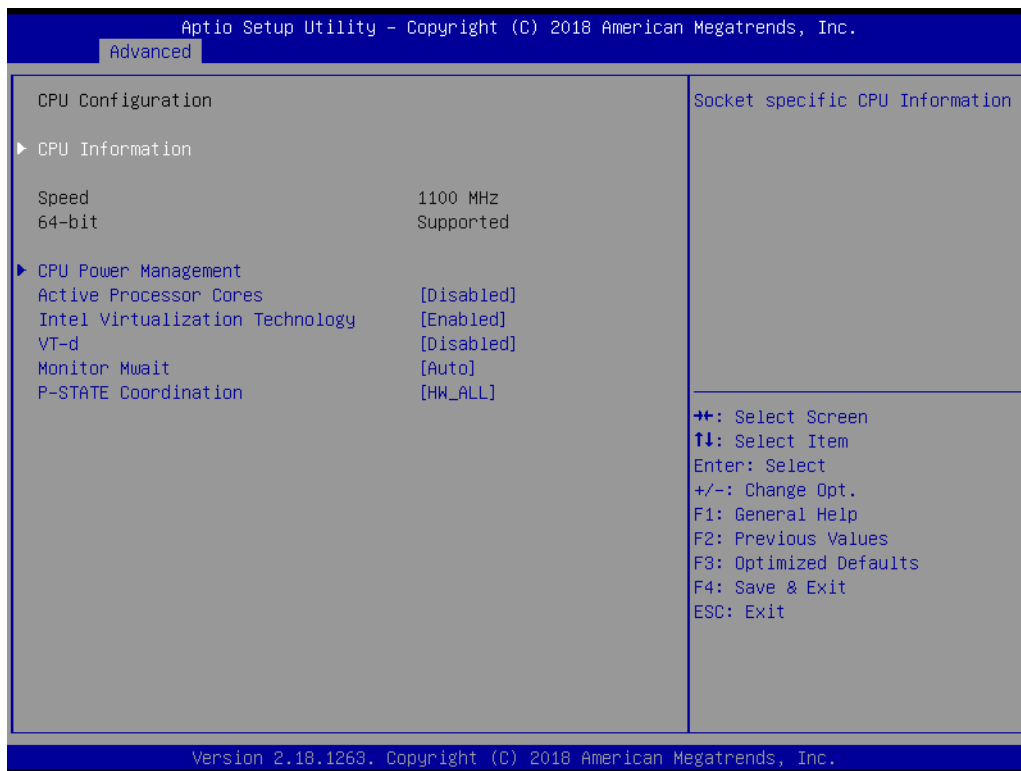 Aptio Setup Utility – Copyright (C) 2018 American Megatrends, Inc.
Advanced
CPU Configuration
Socket specific CPU Information
▶ CPU Information
Speed 1100 MHz
64-bit Supported
▶ CPU Power Management
Active Processor Cores [Disabled]
Intel Virtualization Technology [Enabled]
VT-d [Disabled]
Monitor Mwait [Auto]
P-STATE Coordination [HW_ALL]
→←: Select Screen
↑↓: Select Item
Enter: Select
+/-: Change Opt.
F1: General Help
F2: Previous Values
F3: Optimized Defaults
F4: Save & Exit
ESC: Exit
Version 2.18.1263. Copyright (C) 2018 American Megatrends, Inc.